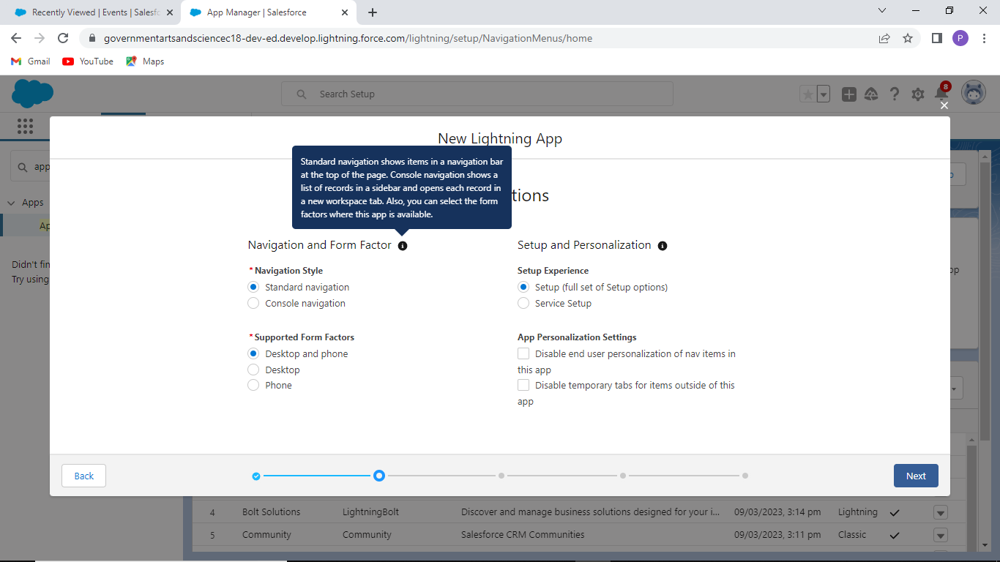 Recently Viewed | Events | Salesfo
App Manager | Salesforce
governmentartsandsciencec18-dev-ed.develop.lightning.force.com/lightning/setup/NavigationMenus/home
P
Gmail
YouTube
Maps
Search Setup
8
New Lightning App
app
Apps
Ap
Didn't fin
Try using
Standard navigation shows items in a navigation bar
at the top of the page. Console navigation shows a
list of records in a sidebar and opens each record in
a new workspace tab. Also, you can select the form
factors where this app is available.
tions
Navigation and Form Factor
* Navigation Style
Standard navigation
Console navigation
* Supported Form Factors
Desktop and phone
Desktop
Phone
Setup and Personalization
Setup Experience
Setup (full set of Setup options)
Service Setup
App Personalization Settings
Disable end user personalization of nav items in
this app
Disable temporary tabs for items outside of this
app
Back
Next
4 Bolt Solutions LightningBolt Discover and manage business solutions designed for your i... 09/03/2023, 3:14 pm Lightning
5 Community Community Salesforce CRM Communities 09/03/2023, 3:11 pm Classic